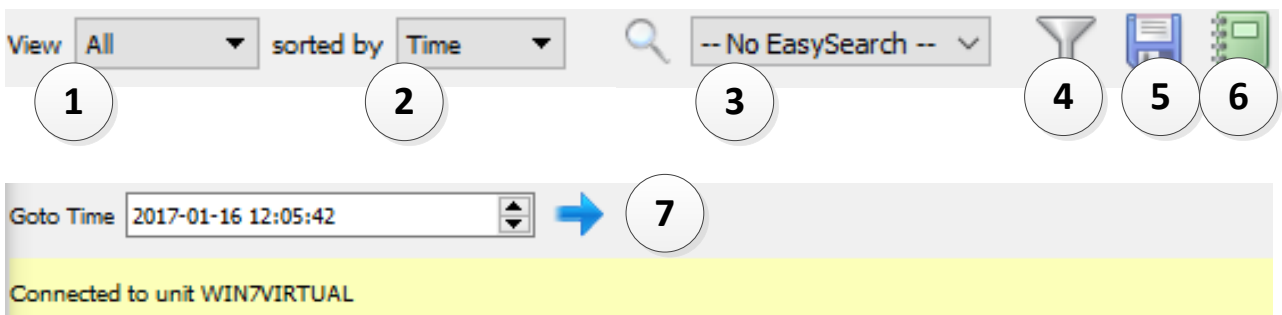 View All sorted by Time -- No EasySearch --
1 2 3 4 5 6
Goto Time 2017-01-16 12:05:42 7
Connected to unit WIN7VIRTUAL